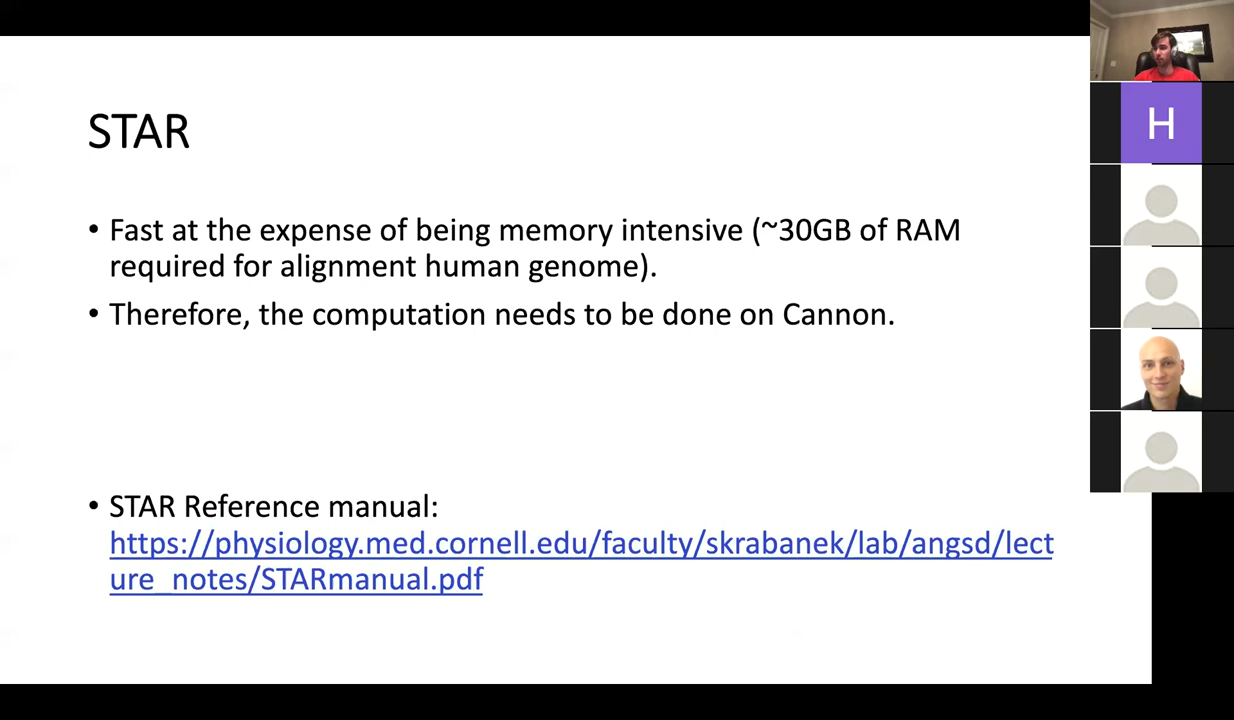 STAR
• Fast at the expense of being memory intensive (~30GB of RAM
required for alignment human genome).
• Therefore, the computation needs to be done on Cannon.
• STAR Reference manual:
https://physiology.med.cornell.edu/faculty/skrabanek/lab/angsd/lect
ure_notes/STARmanual.pdf
H